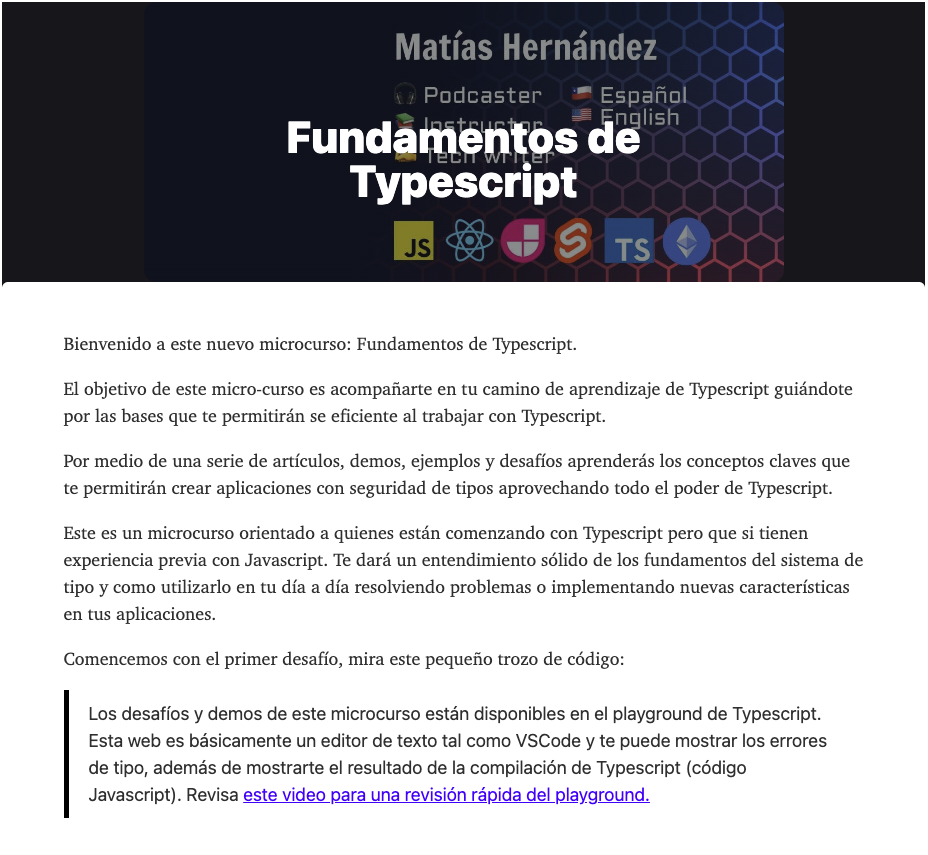 Matías Hernández
Podcaster
Español
Instructor
English
Tech writer
Fundamentos de
Typescript
JS
TS
Bienvenido a este nuevo microcurso: Fundamentos de Typescript.
El objetivo de este micro-curso es acompañarte en tu camino de aprendizaje de Typescript guiándote
por las bases que te permitirán se eficiente al trabajar con Typescript.
Por medio de una serie de artículos, demos, ejemplos y desafíos aprenderás los conceptos claves que
te permitirán crear aplicaciones con seguridad de tipos aprovechando todo el poder de Typescript.
Este es un microcurso orientado a quienes están comenzando con Typescript pero que si tienen
experiencia previa con Javascript. Te dará un entendimiento sólido de los fundamentos del sistema de
tipo y como utilizarlo en tu día a día resolviendo problemas o implementando nuevas características
en tus aplicaciones.
Comencemos con el primer desafío, mira este pequeño trozo de código:
Los desafíos y demos de este microcurso están disponibles en el playground de Typescript.
Esta web es básicamente un editor de texto tal como VSCode y te puede mostrar los errores
de tipo, además de mostrarte el resultado de la compilación de Typescript (código
Javascript). Revisa este video para una revisión rápida del playground.